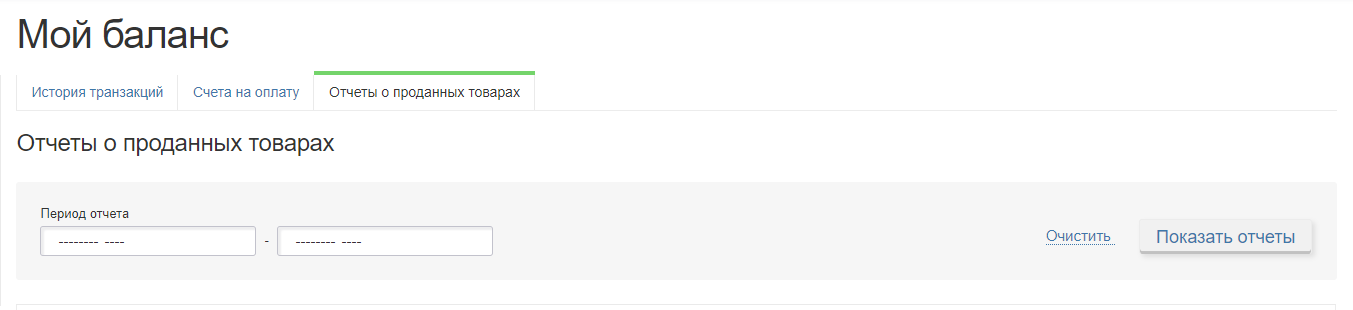 Мой баланс
История транзакций Счета на оплату Отчеты о проданных товарах
Отчеты о проданных товарах
Период отчета
-------- ---- - -------- ---- Очистить Показать отчеты